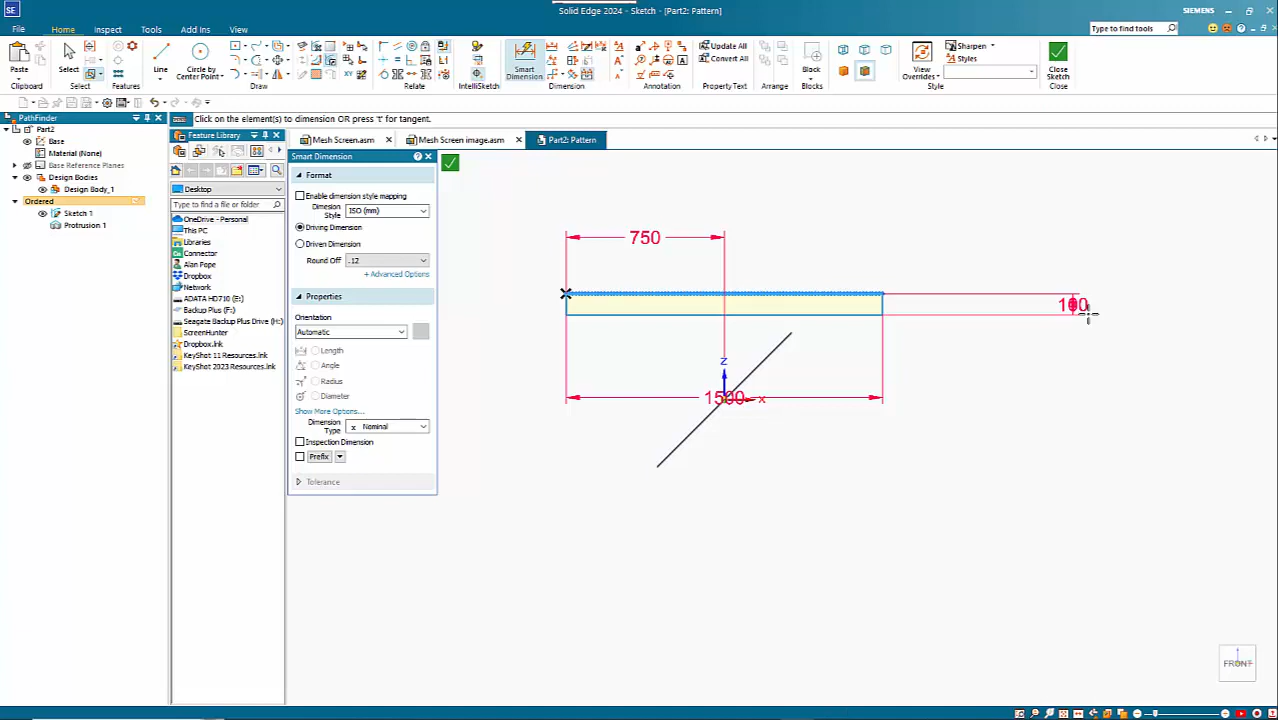 Solid Edge 2024 - Sketch - [Part2: Pattern]
SIEMENS
File Home Inspect Tools Add Ins View
Type to find tools
Paste
Select
Line
Circle by Center Point
Smart Dimension
Update All
Convert All
Block
View Overrides
Sharpen
Styles
Close Sketch
Clipboard Select Features Draw Relate IntelliSketch Dimension Annotation Property Text Arrange Blocks Style Close
PathFinder
Click on the element(s) to dimension OR press 't' for tangent.
Part2
Base
Material (None)
Base Reference Planes
Design Bodies
Design Body_1
Ordered
Sketch 1
Protrusion 1
Feature Library
Desktop
Type to find a file or folder
OneDrive - Personal
This PC
Libraries
Connector
Alan Pope
Dropbox
Network
ADATA HD710 (E:)
Backup Plus (F:)
Seagate Backup Plus Drive (H:)
ScreenHunter
Dropbox.lnk
KeyShot 11 Resources.lnk
KeyShot 2023 Resources.lnk
Mesh Screen.asm
Mesh Screen image.asm
Part2: Pattern
Smart Dimension
Format
Enable dimension style mapping
Dimesion Style
ISO (mm)
Driving Dimension
Driven Dimension
Round Off
.12
+ Advanced Options
Properties
Orientation
Automatic
Length
Angle
Radius
Diameter
Show More Options...
Dimension Type
x Nominal
Inspection Dimension
Prefix
Tolerance
750
Z
1500
x
FRONT